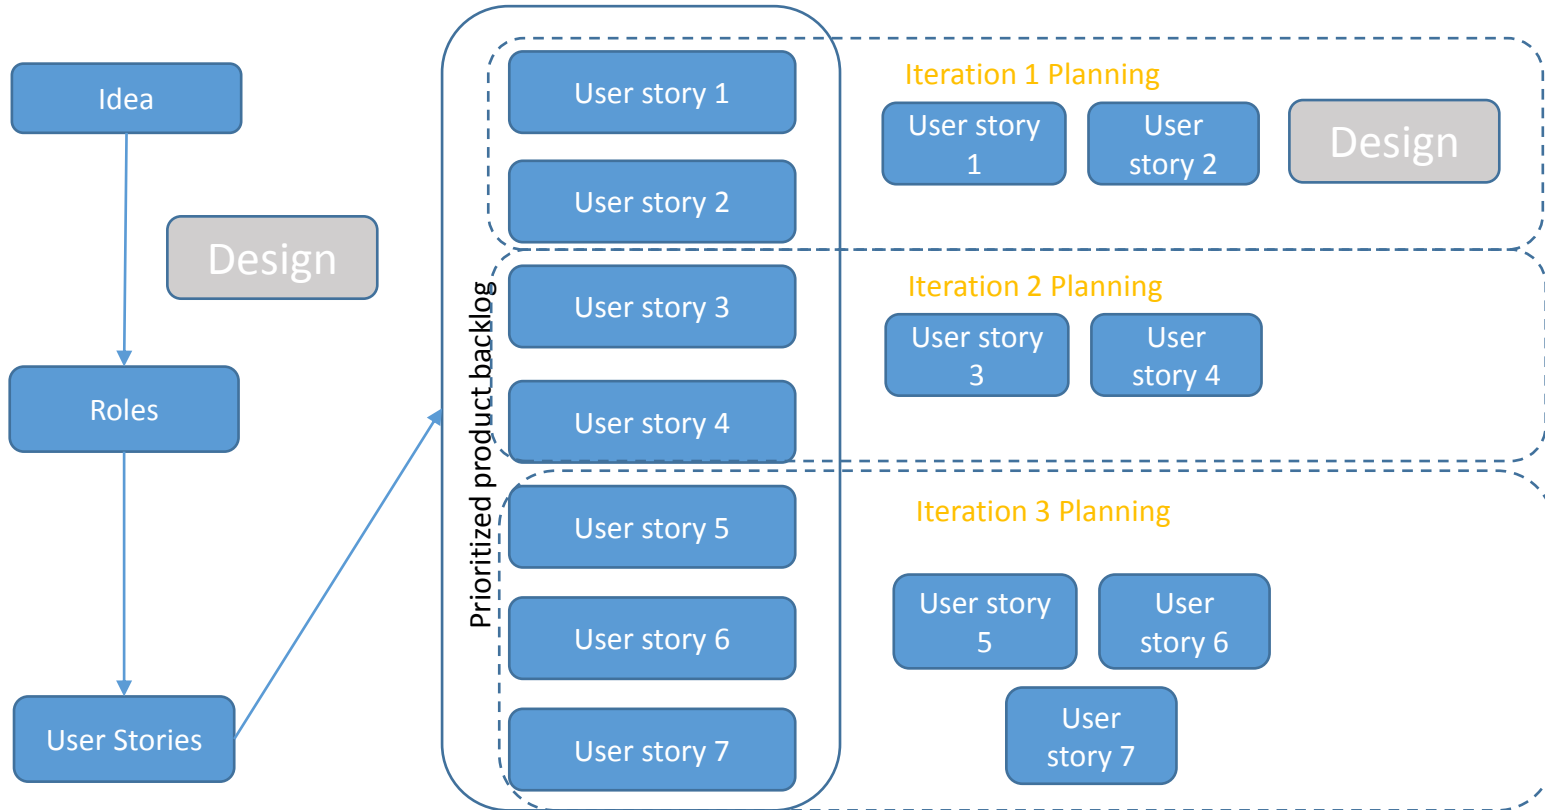 Idea
Design
Roles
User Stories
Prioritized product backlog
User story 1
User story 2
User story 3
User story 4
User story 5
User story 6
User story 7
Iteration 1 Planning
User story
1
User
story 2
Design
Iteration 2 Planning
User story
3
User
story 4
Iteration 3 Planning
User story
5
User
story 6
User
story 7